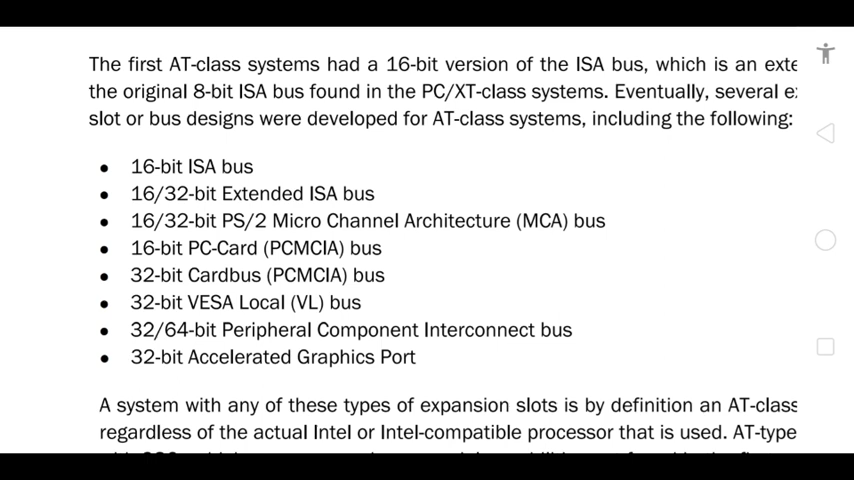 The first AT-class systems had a 16-bit version of the ISA bus, which is an
the original 8-bit ISA bus found in the PC/XT-class systems. Eventually, several
slot or bus designs were developed for AT-class systems, including the following:
• 16-bit ISA bus
• 16/32-bit Extended ISA bus
• 16/32-bit PS/2 Micro Channel Architecture (MCA) bus
• 16-bit PC-Card (PCMCIA) bus
• 32-bit Cardbus (PCMCIA) bus
• 32-bit VESA Local (VL) bus
• 32/64-bit Peripheral Component Interconnect bus
• 32-bit Accelerated Graphics Port
A system with any of these types of expansion slots is by definition an AT-class
regardless of the actual Intel or Intel-compatible processor that is used. AT-type